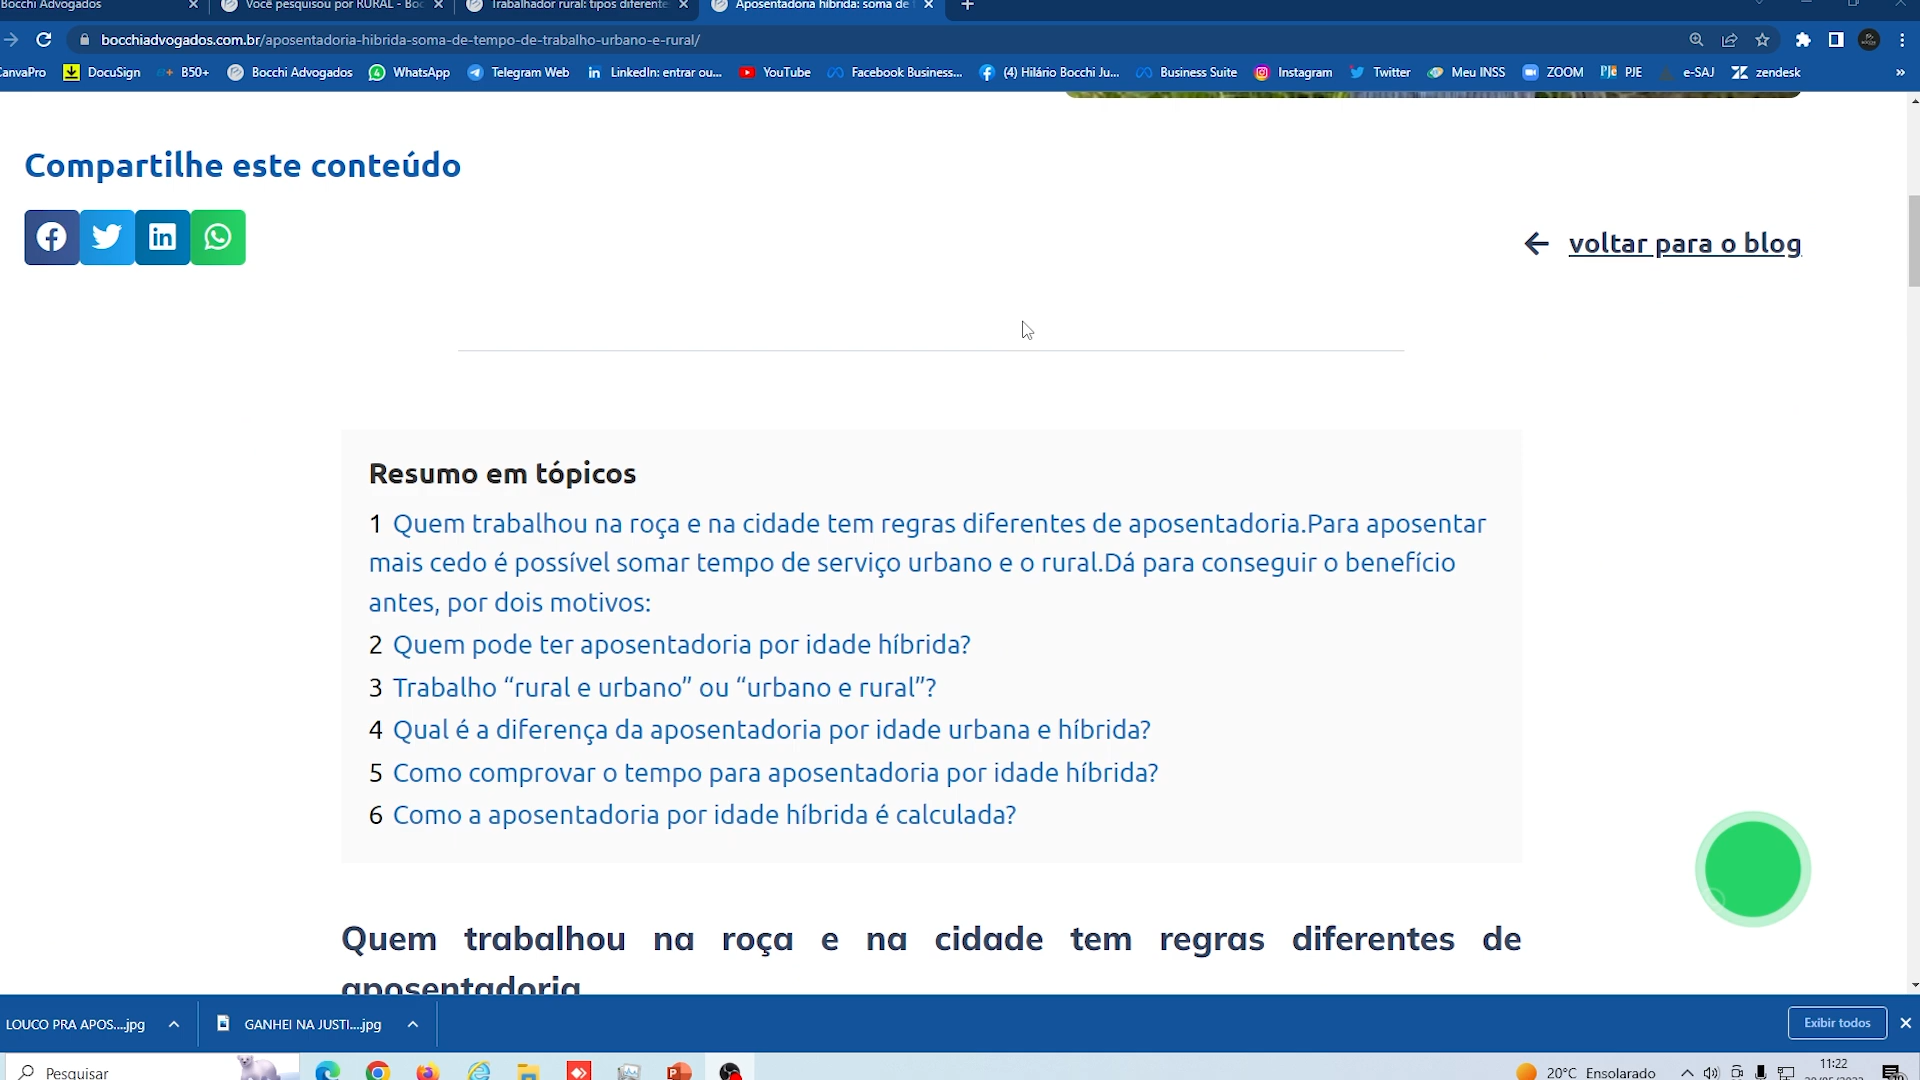 Bocchi Advogados
Você pesquisou por RURAL - Boc
Trabalhador rural: tipos diferente
Aposentadoria híbrida: soma de
bocchiadvogados.com.br/aposentadoria-hibrida-soma-de-tempo-de-trabalho-urbano-e-rural/
CanvaPro DocuSign B50+ Bocchi Advogados WhatsApp Telegram Web LinkedIn: entrar ou... YouTube Facebook Business... (4) Hilário Bocchi Ju... Business Suite Instagram Twitter Meu INSS ZOOM PJE e-SAJ zendesk
Compartilhe este conteúdo
voltar para o blog
Resumo em tópicos
1 Quem trabalhou na roça e na cidade tem regras diferentes de aposentadoria.Para aposentar
mais cedo é possível somar tempo de serviço urbano e o rural.Dá para conseguir o benefício
antes, por dois motivos:
2 Quem pode ter aposentadoria por idade híbrida?
3 Trabalho “rural e urbano” ou “urbano e rural”?
4 Qual é a diferença da aposentadoria por idade urbana e híbrida?
5 Como comprovar o tempo para aposentadoria por idade híbrida?
6 Como a aposentadoria por idade híbrida é calculada?
Quem trabalhou na roça e na cidade tem regras diferentes de
aposentadoria
LOUCO PRA APOS....jpg
GANHEI NA JUSTI....jpg
Exibir todos
Pesquisar
20°C Ensolarado
11:22